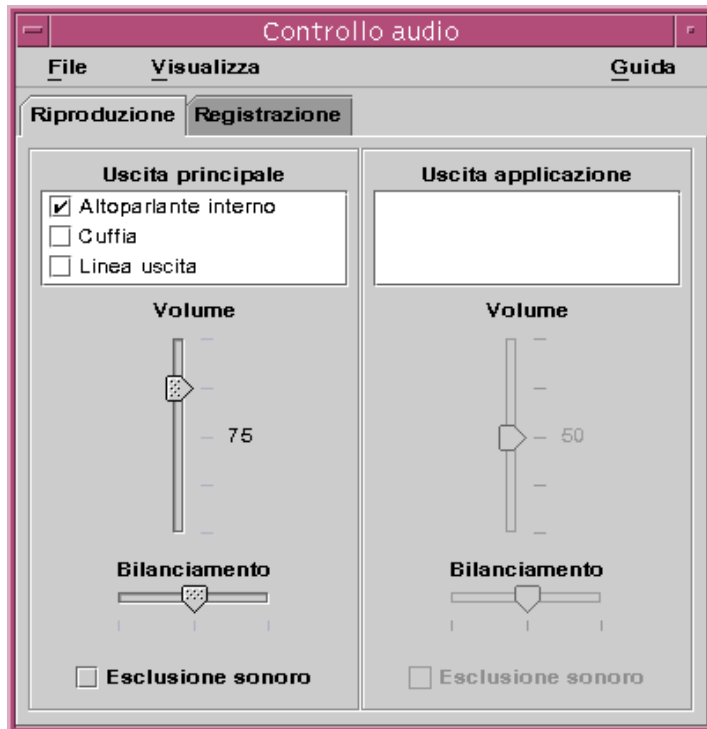 Controllo audio
File Visualizza Guida
Riproduzione Registrazione
Uscita principale
Altoparlante interno
Cuffia
Linea uscita
Volume
75
Bilanciamento
Esclusione sonoro
Uscita applicazione
Volume
50
Bilanciamento
Esclusione sonoro